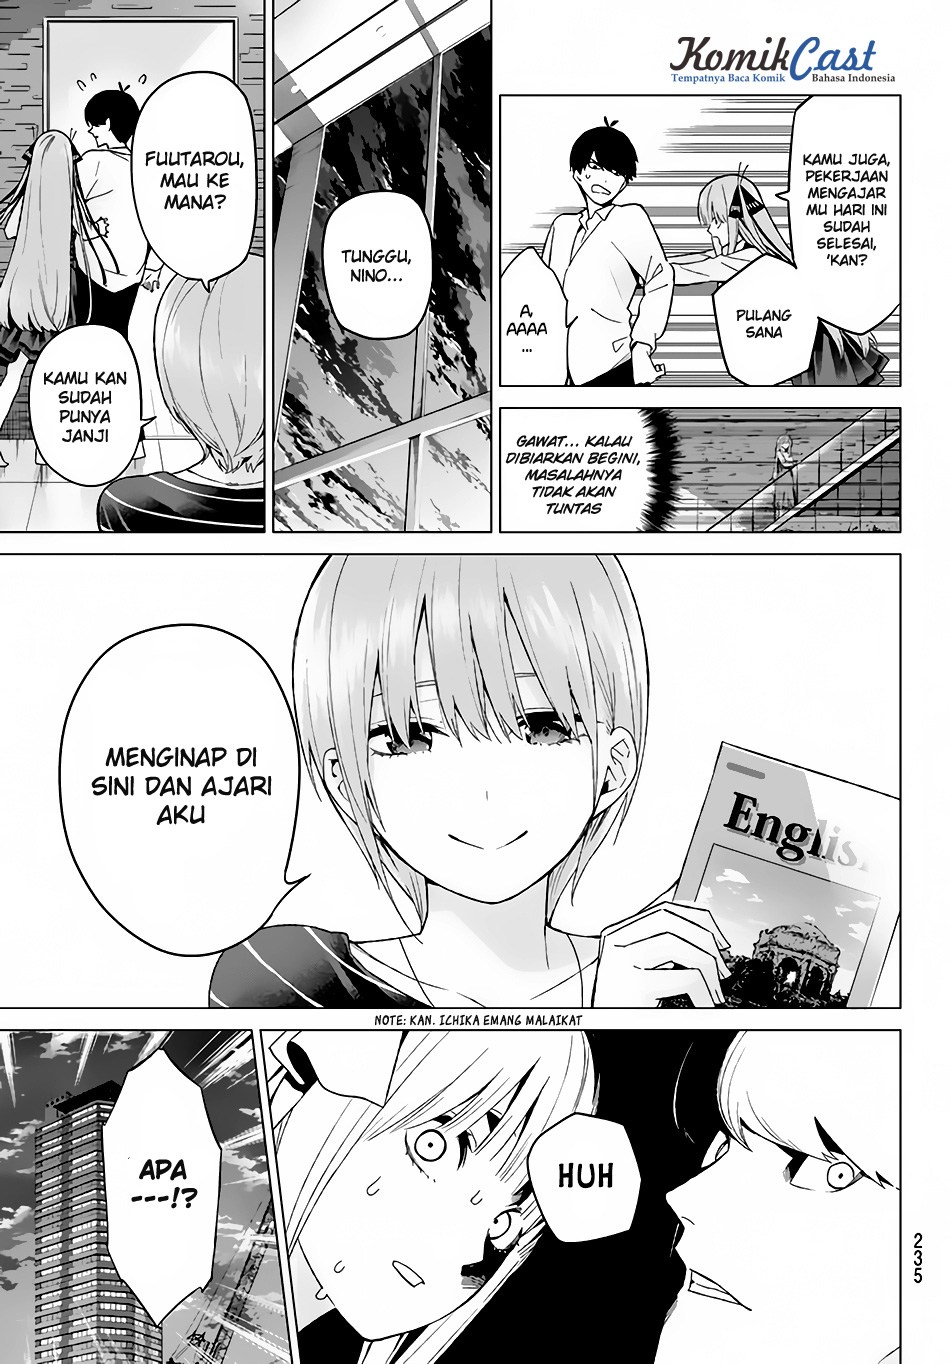 KomikCast
Tempatnya Baca Komik Bahasa Indonesia
KAMU JUGA,
PEKERJAAN
MENGAJAR
MU HARI INI
SUDAH
SELESAI,
'KAN?
PULANG
SANA
A,
AAAA
...
GAWAT... KALAU
DIBIARKAN BEGINI,
MASALAHNYA
TIDAK AKAN
TUNTAS
TUNGGU,
NINO...
FUUTAROU,
MAU KE
MANA?
KAMU KAN
SUDAH
PUNYA
JANJI
MENGINAP DI
SINI DAN AJARI
AKU
English
NOTE: KAN. ICHIKA EMANG MALAIKAT
HUH
APA
---!?
235